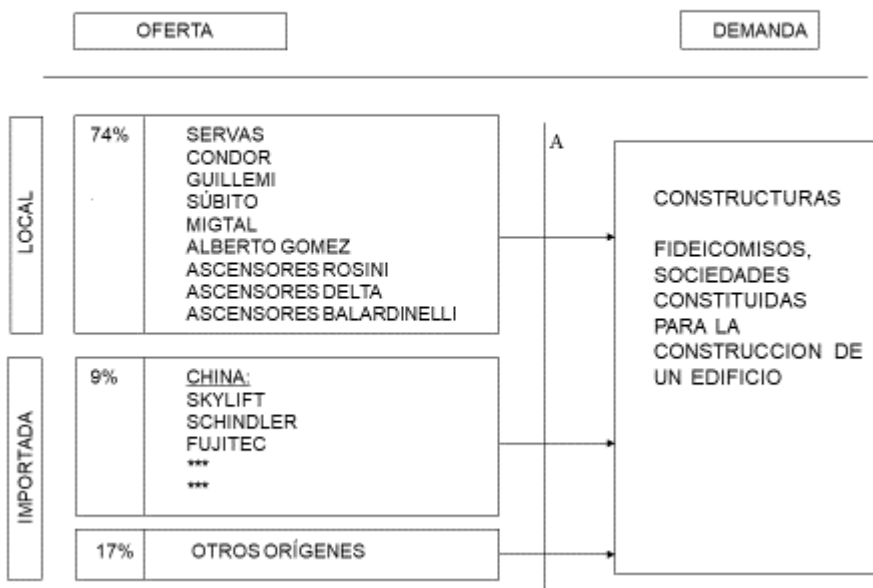 OFERTA
DEMANDA
LOCAL
74%
SERVAS
CONDOR
GUILLEMI
SÚBITO
MIGTAL
ALBERTO GOMEZ
ASCENSORES ROSINI
ASCENSORES DELTA
ASCENSORES BALARDINELLI
A
CONSTRUCTURAS
FIDEICOMISOS,
SOCIEDADES
CONSTITUIDAS
PARA LA
CONSTRUCCION DE
UN EDIFICIO
IMPORTADA
9%
CHINA:
SKYLIFT
SCHINDLER
FUJITEC
***
***
17%
OTROS ORÍGENES